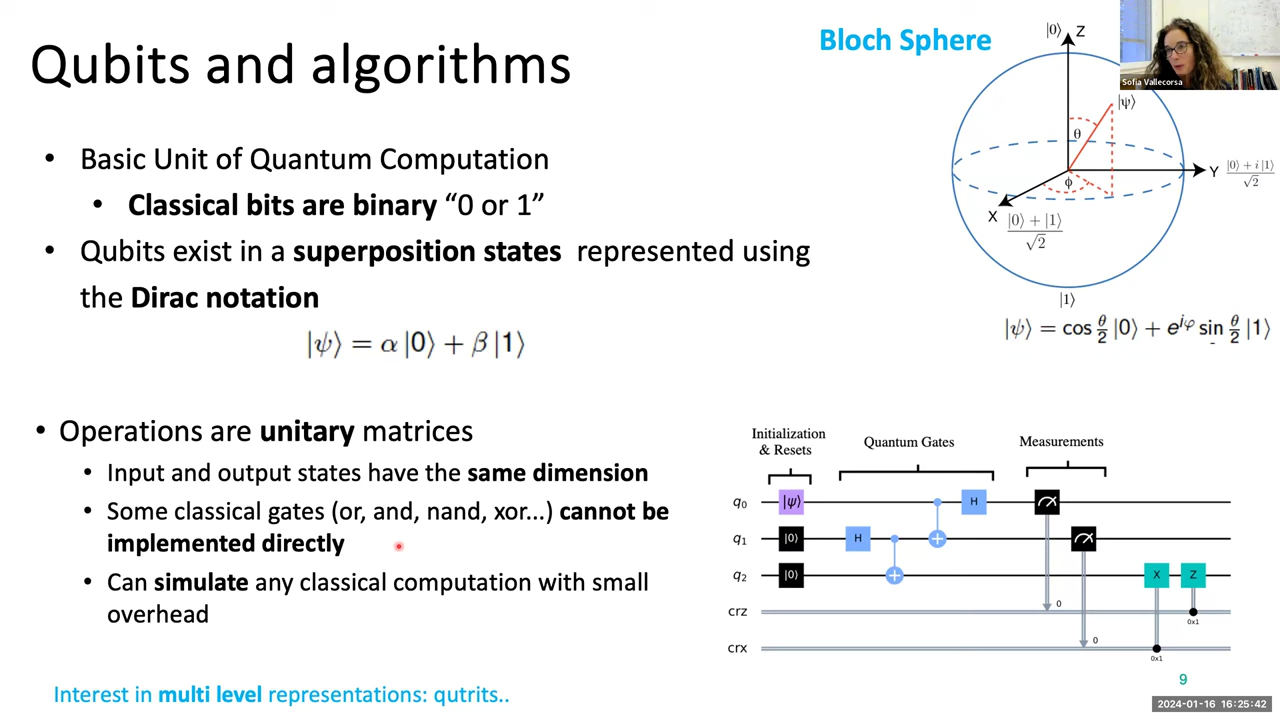 Qubits and algorithms
Bloch Sphere
|0⟩ Z
Sofia Vallecorsa
|ψ⟩
θ
ϕ
Y |0⟩ + i |1⟩ / √2
X |0⟩ + |1⟩ / √2
|1⟩
|ψ⟩ = cos θ/2 |0⟩ + e^{iφ} sin θ/2 |1⟩
• Basic Unit of Quantum Computation
• Classical bits are binary “0 or 1”
• Qubits exist in a superposition states represented using
the Dirac notation
|ψ⟩ = α |0⟩ + β |1⟩
• Operations are unitary matrices
• Input and output states have the same dimension
• Some classical gates (or, and, nand, xor...) cannot be
implemented directly
• Can simulate any classical computation with small
overhead
Interest in multi level representations: qutrits..
Initialization
& Resets
Quantum Gates
Measurements
q0 |ψ⟩ H
q1 |0⟩ H
q2 |0⟩ X Z
crz 0 0x1
crx 0 0x1
9
2024-01-16 16:25:42